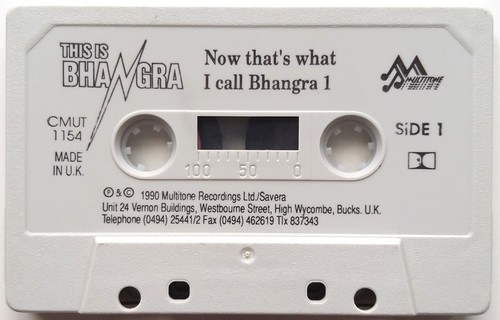 THIS IS
BHANGRA
Now that's what
I call Bhangra 1
MULTITONE
CMUT
1154
SiDE 1
MADE
IN U.K.
100 50 0
Ⓟ & © 1990 Multitone Recordings Ltd/Savera
Unit 24 Vernon Buildings, Westbourne Street, High Wycombe, Bucks. U.K.
Telephone (0494) 25441/2 Fax (0494) 462619 Tlx 837343